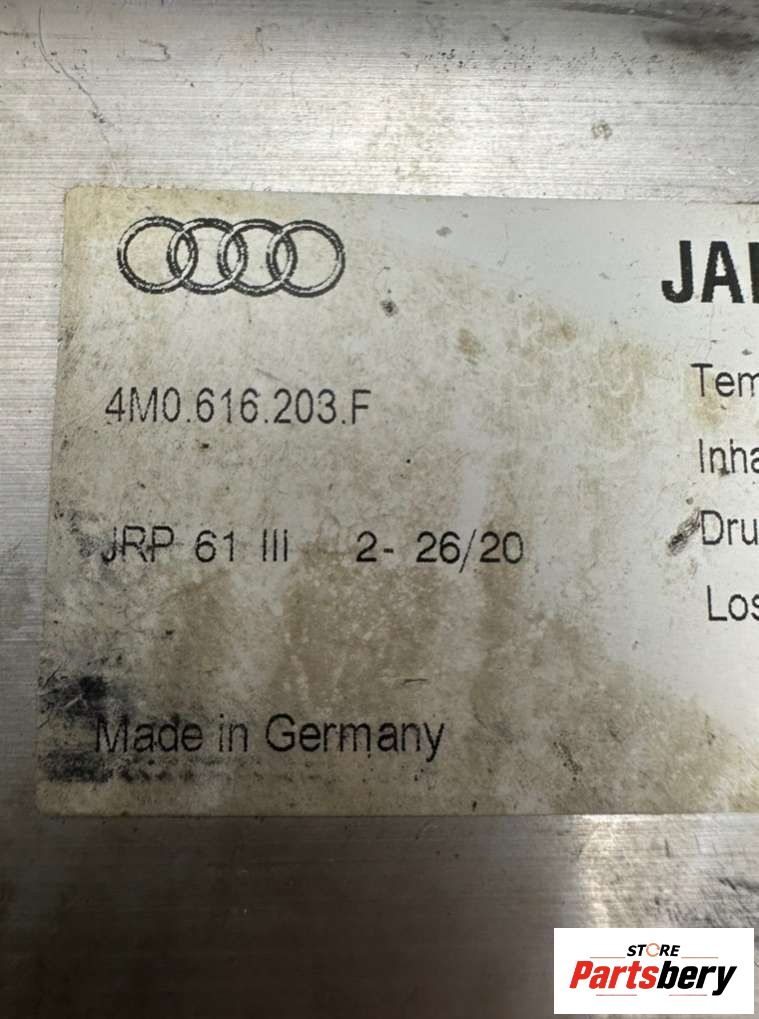 JA
4M0.616.203.F
Tem
Inha
JRP 61 III 2- 26/20
Dru
Los
Made in Germany
STORE
Partsbery